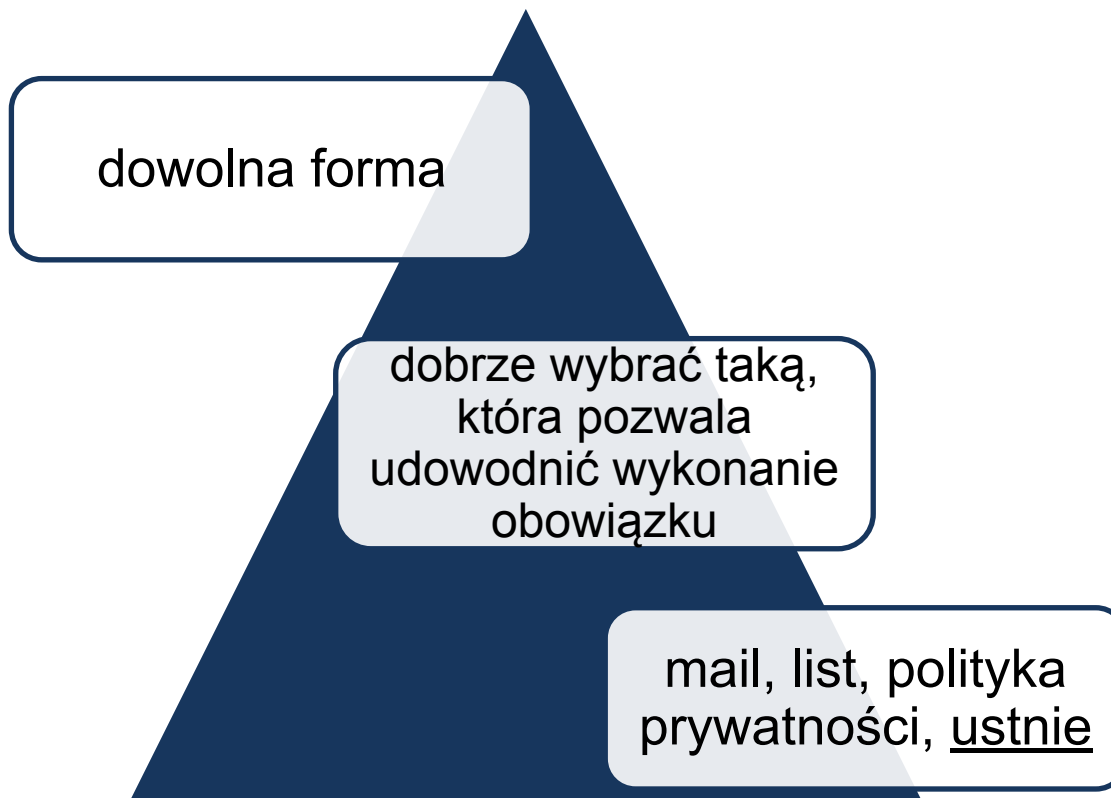 dowolna forma
dobrze wybrać taką,
która pozwala
udowodnić wykonanie
obowiązku
mail, list, polityka
prywatności, ustnie